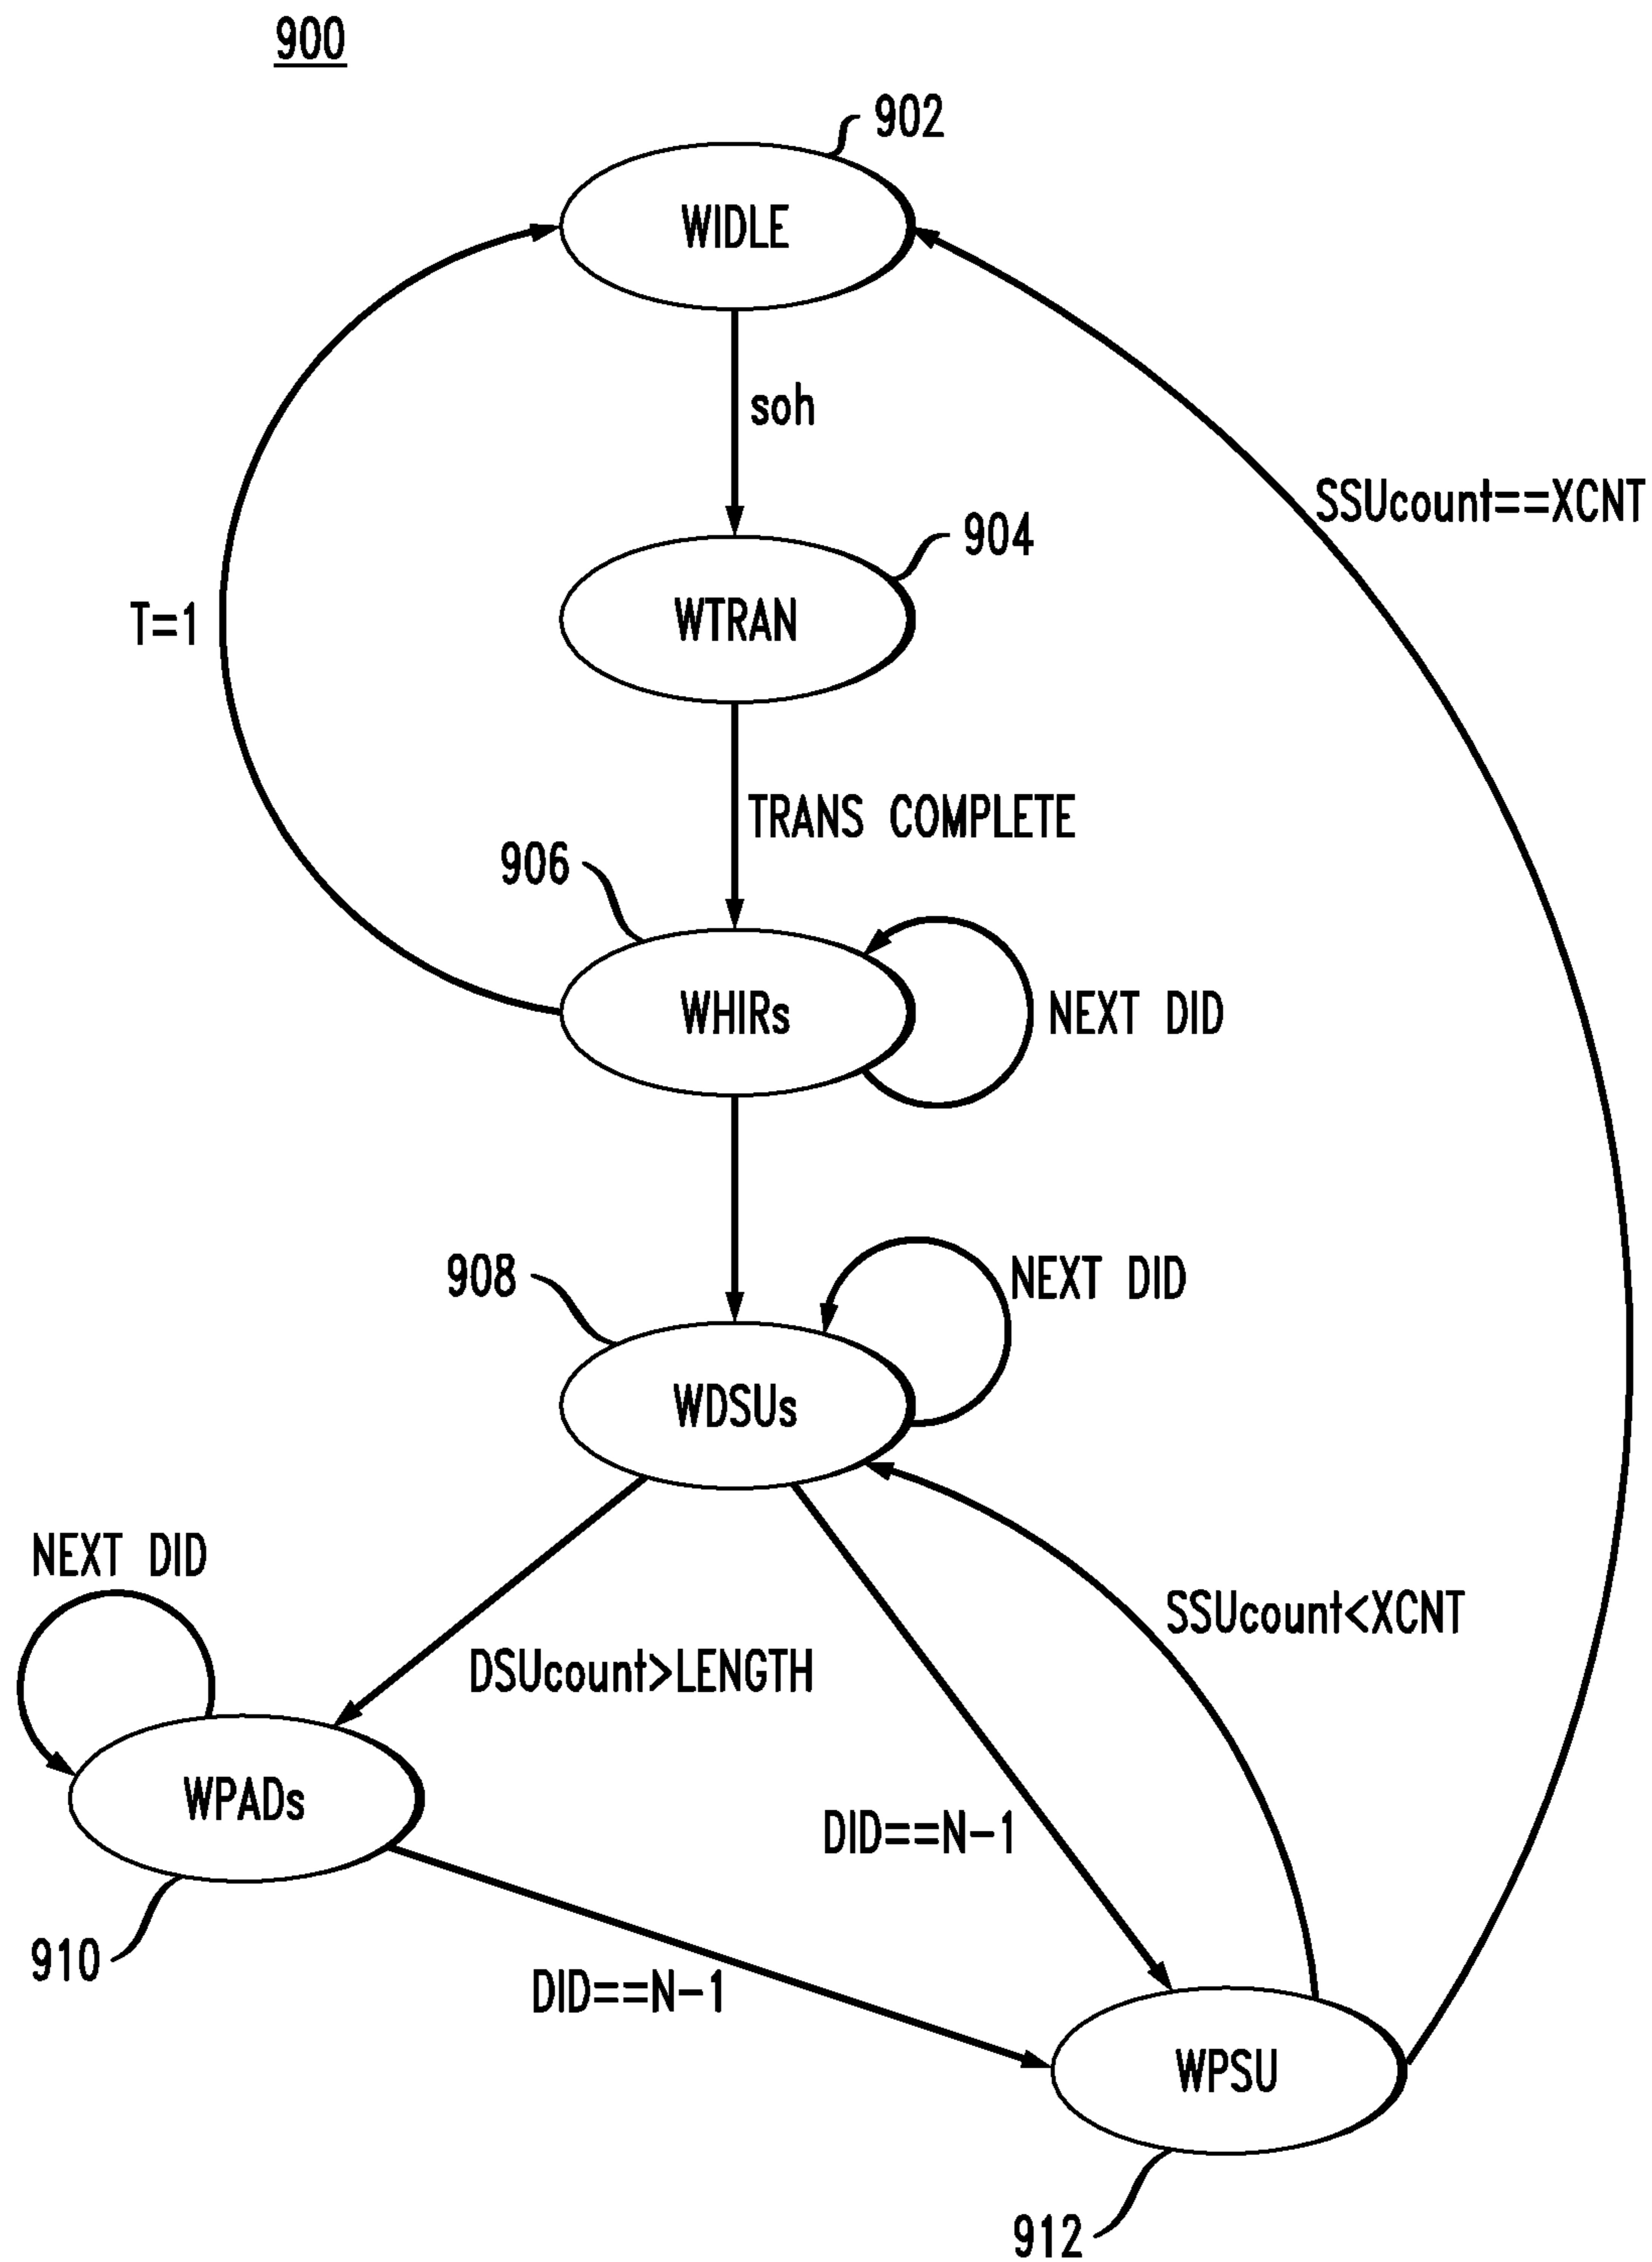 900
902
WIDLE
soh
SSUcount==XCNT
904
WTRAN
T=1
TRANS COMPLETE
906
WHIRs
NEXT DID
908
NEXT DID
WDSUs
NEXT DID
SSUcount<XCNT
DSUcount>LENGTH
WPADs
DID==N-1
910
DID==N-1
WPSU
912